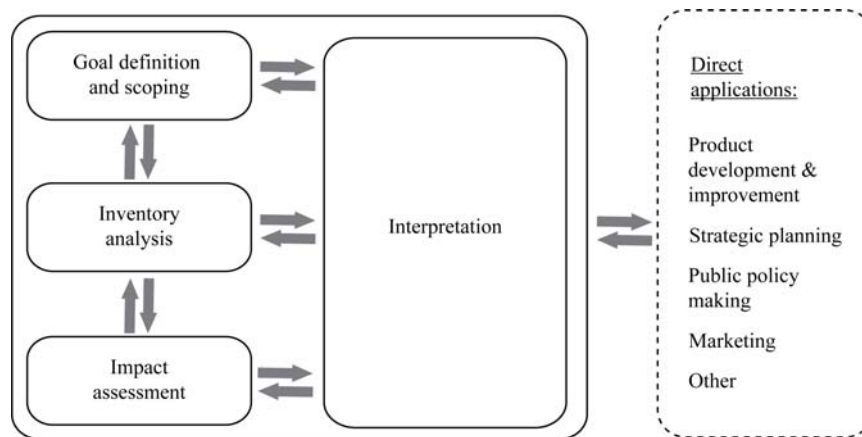 Goal definition
and scoping
Inventory
analysis
Impact
assessment
Interpretation
Direct
applications:
Product
development &
improvement
Strategic planning
Public policy
making
Marketing
Other